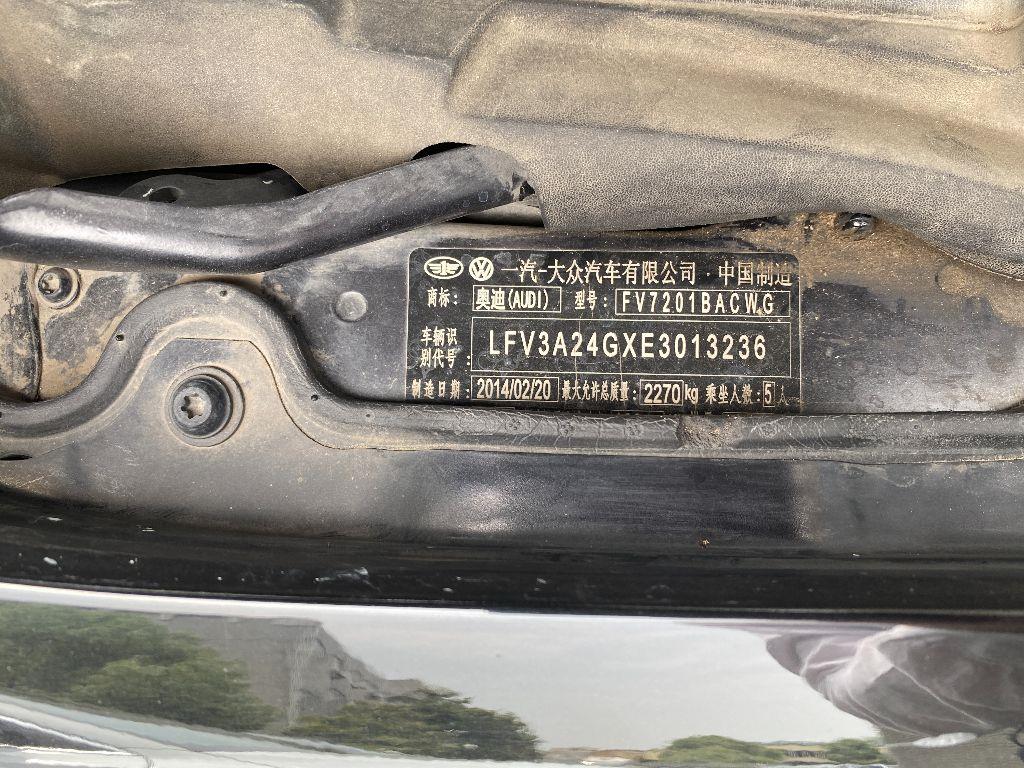 一汽-大众汽车有限公司·中国制造
商标: 奥迪(AUDI) 型号: FV7201BACWG
车辆识
别代号: LFV3A24GXE3013236
制造日期: 2014/02/20 最大允许总质量: 2270kg 乘坐人数: 5人